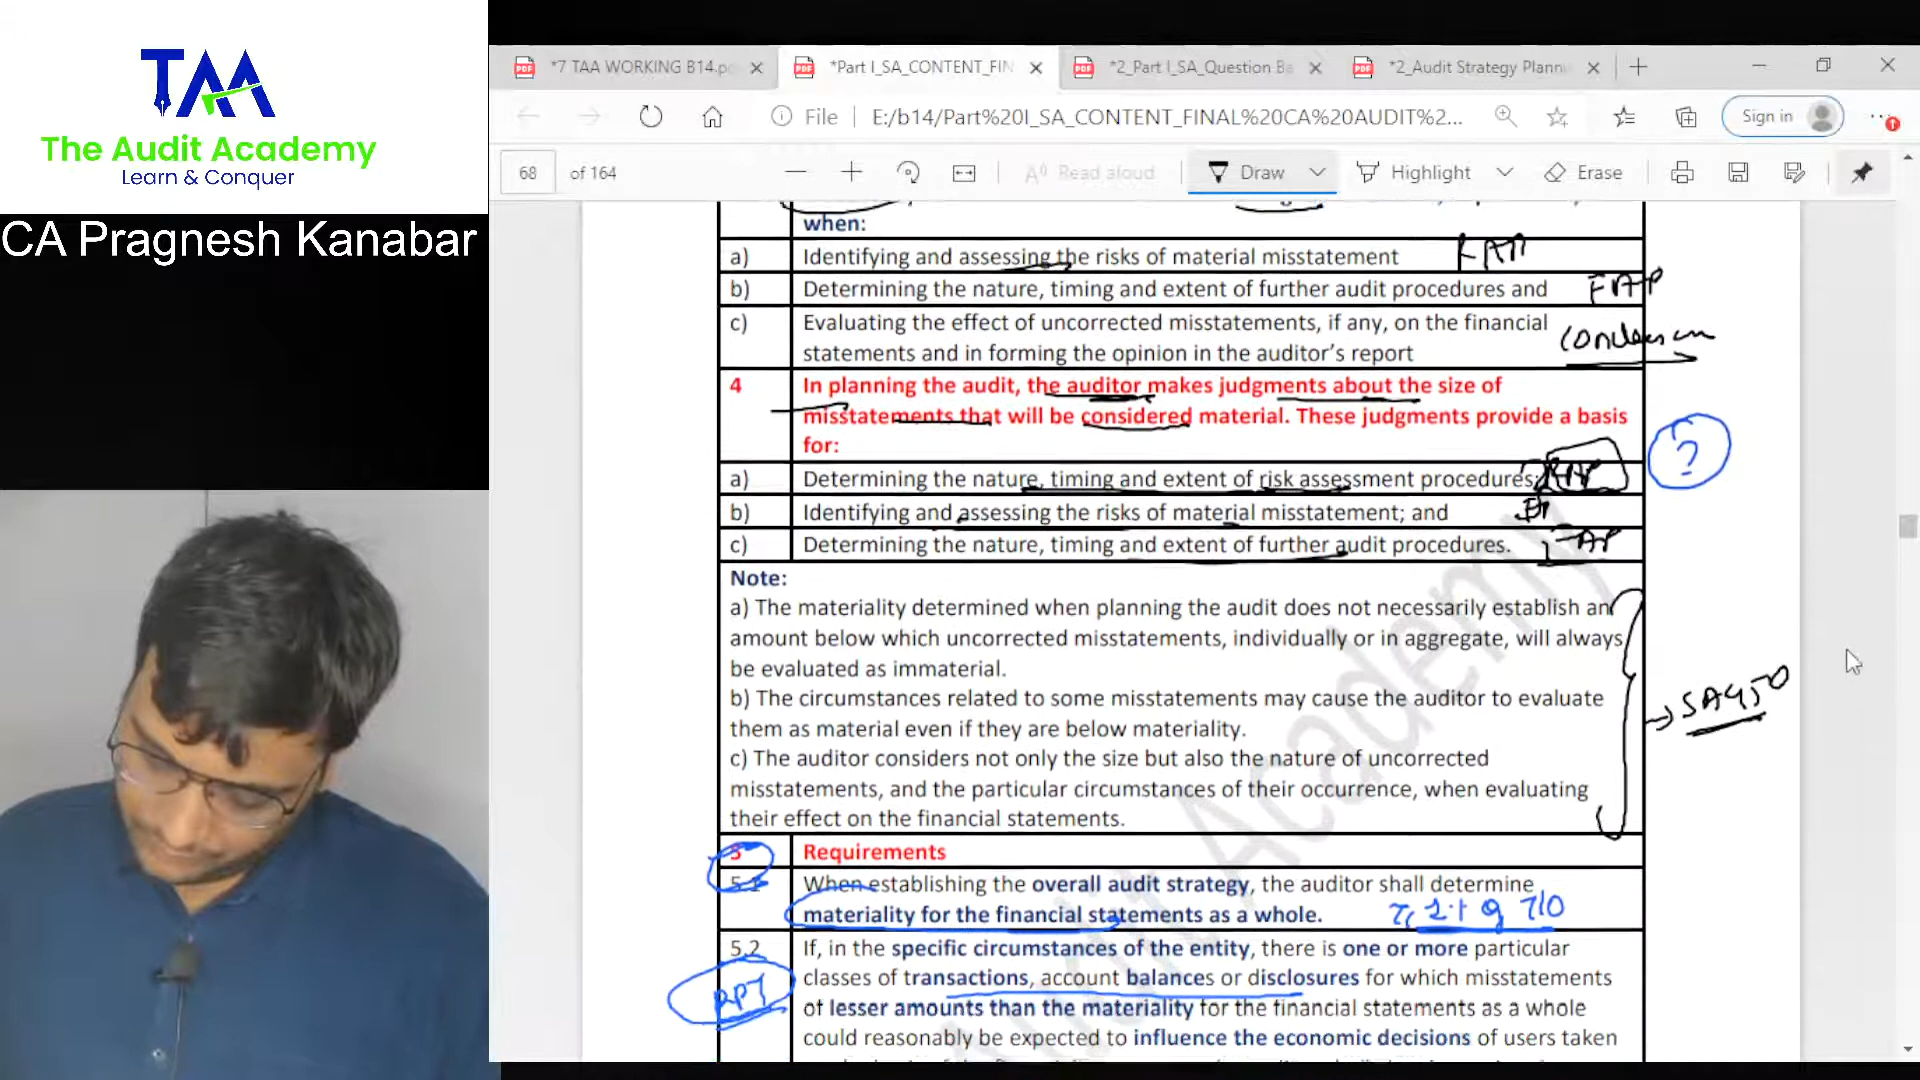 TAA
The Audit Academy
Learn & Conquer
CA Pragnesh Kanabar
*7 TAA WORKING B14.p
*Part I_SA_CONTENT_FIN
*2_Part I_SA_Question Ba
*2_Audit Strategy Plann
File
E:/b14/Part%20I_SA_CONTENT_FINAL%20CA%20AUDIT%2...
Sign in
68 of 164
Read aloud
Draw
Highlight
Erase
when:
a) Identifying and assessing the risks of material misstatement
b) Determining the nature, timing and extent of further audit procedures and FAP
c) Evaluating the effect of uncorrected misstatements, if any, on the financial
statements and in forming the opinion in the auditor's report
Conclusion
4 In planning the audit, the auditor makes judgments about the size of
misstatements that will be considered material. These judgments provide a basis
for:
?
a) Determining the nature, timing and extent of risk assessment procedures; RAP
b) Identifying and assessing the risks of material misstatement; and
c) Determining the nature, timing and extent of further audit procedures. FAP
Note:
a) The materiality determined when planning the audit does not necessarily establish an
amount below which uncorrected misstatements, individually or in aggregate, will always
be evaluated as immaterial.
b) The circumstances related to some misstatements may cause the auditor to evaluate
them as material even if they are below materiality.
SA450
c) The auditor considers not only the size but also the nature of uncorrected
misstatements, and the particular circumstances of their occurrence, when evaluating
their effect on the financial statements.
5 Requirements
5.1 When establishing the overall audit strategy, the auditor shall determine
materiality for the financial statements as a whole.
5.2 If, in the specific circumstances of the entity, there is one or more particular
classes of transactions, account balances or disclosures for which misstatements
RPT
of lesser amounts than the materiality for the financial statements as a whole
could reasonably be expected to influence the economic decisions of users taken
Audit Academy